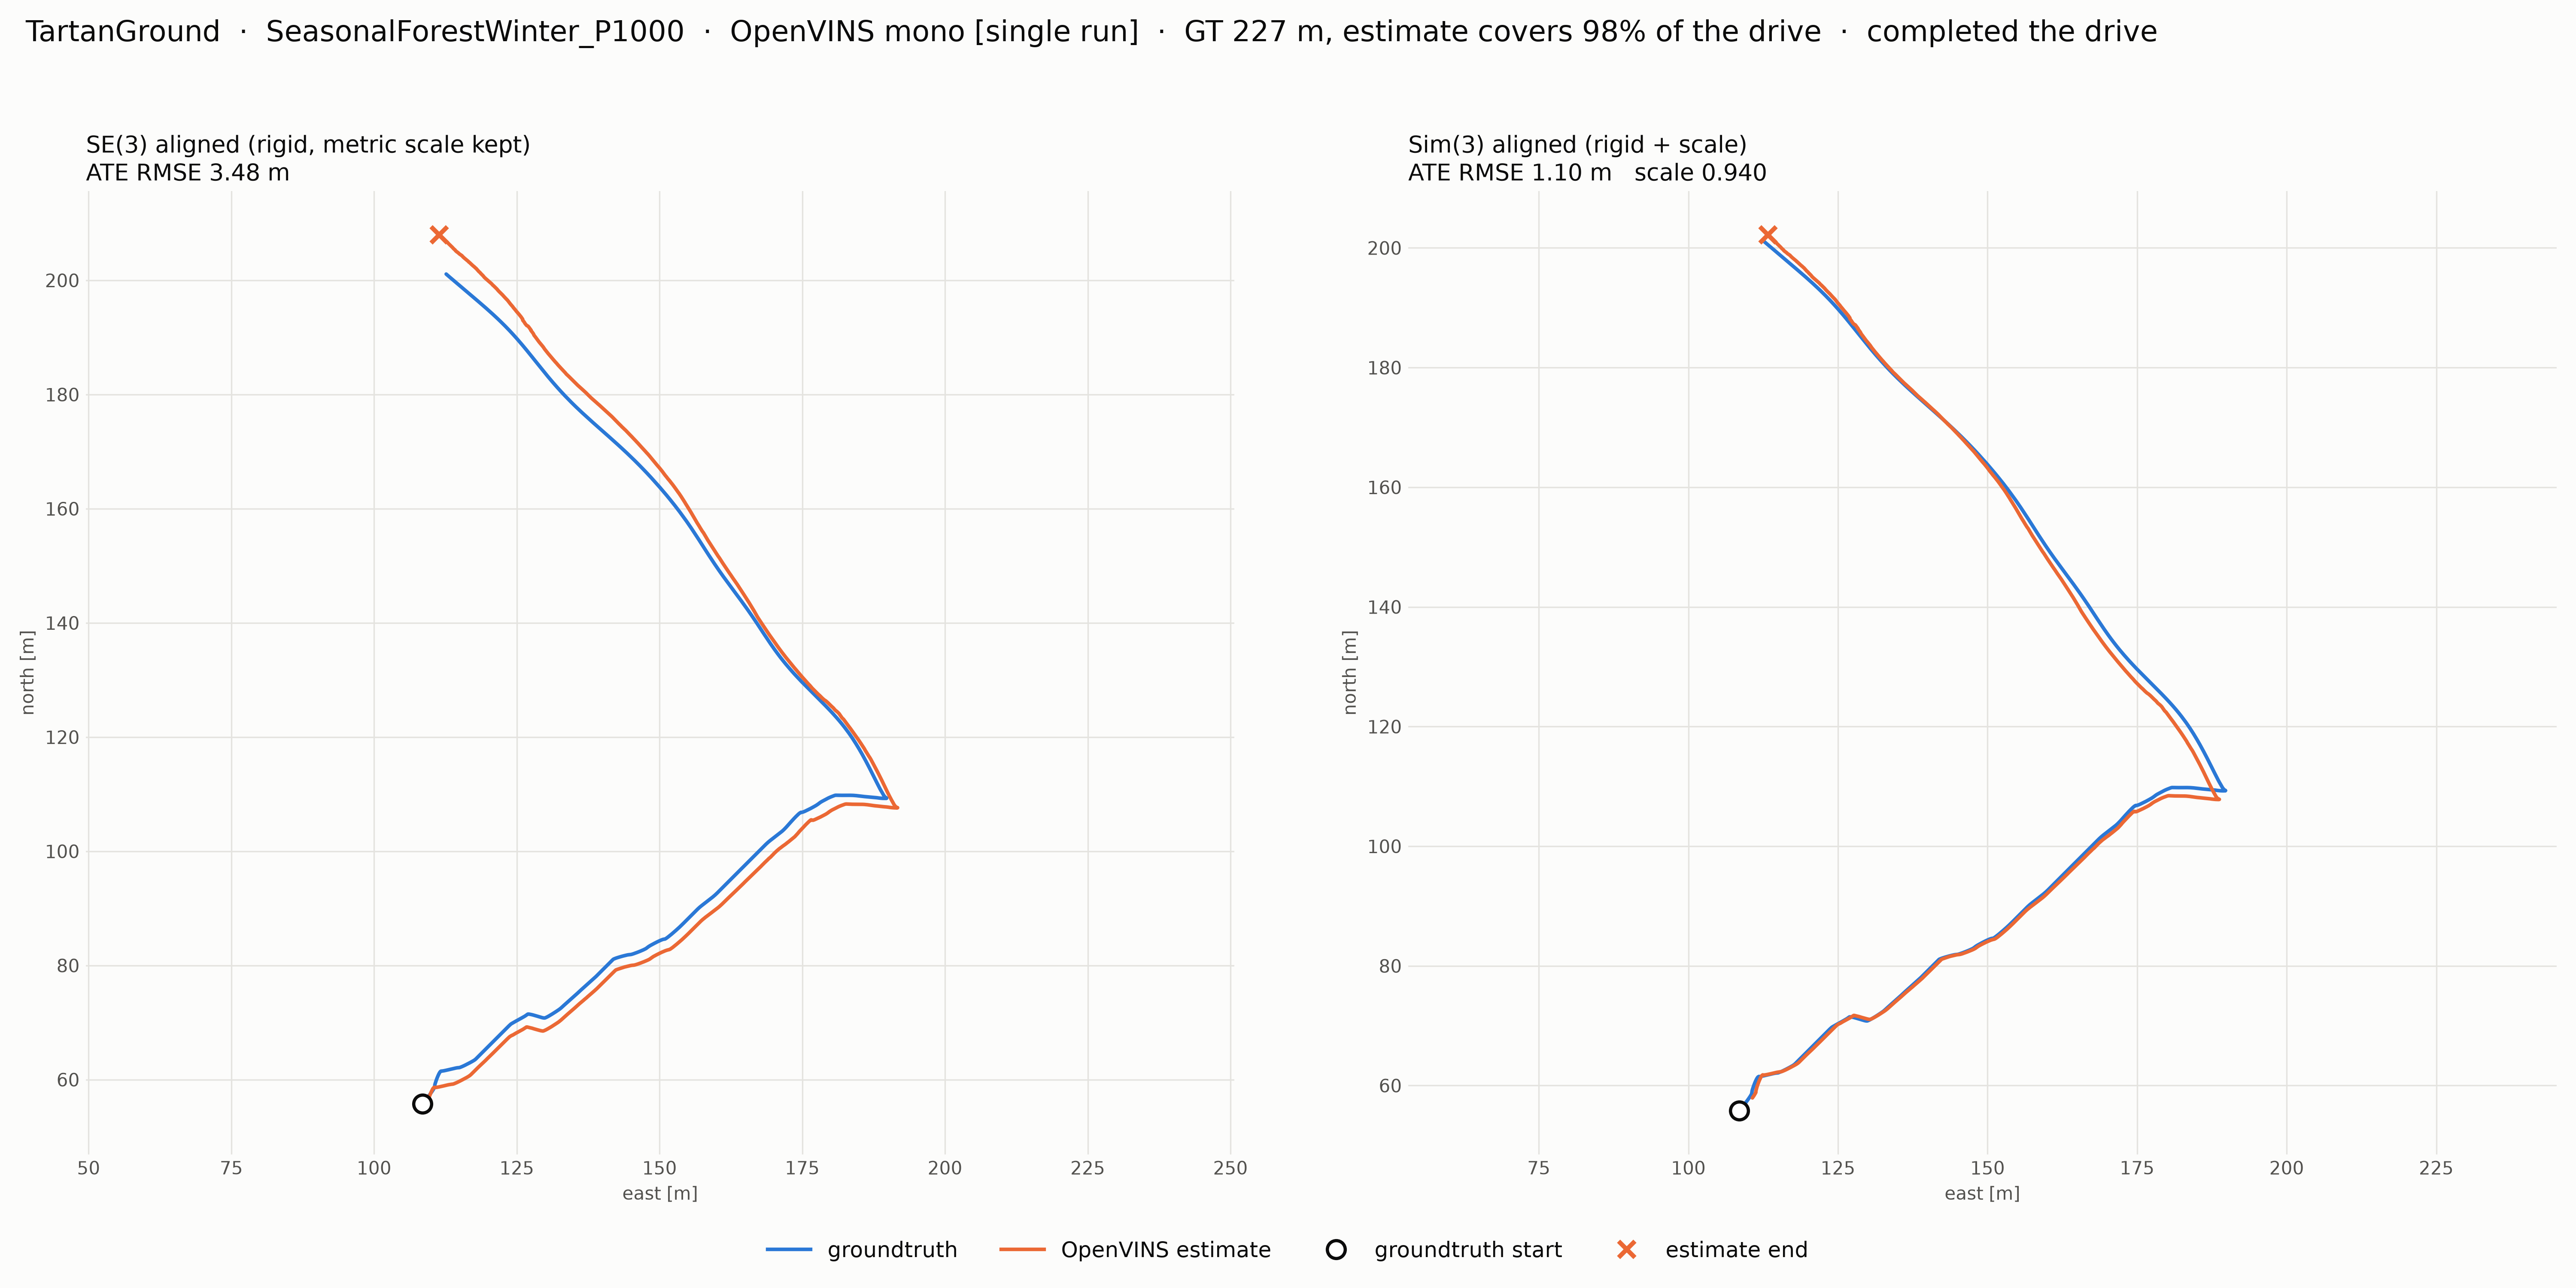 TartanGround · SeasonalForestWinter_P1000 · OpenVINS mono [single run] · GT 227 m, estimate covers 98% of the drive · completed the drive
SE(3) aligned (rigid, metric scale kept)
ATE RMSE 3.48 m
200
180
160
140
120
100
80
60
north [m]
50 75 100 125 150 175 200 225 250
east [m]
Sim(3) aligned (rigid + scale)
ATE RMSE 1.10 m scale 0.940
200
180
160
140
120
100
80
60
north [m]
75 100 125 150 175 200 225
east [m]
groundtruth OpenVINS estimate groundtruth start estimate end